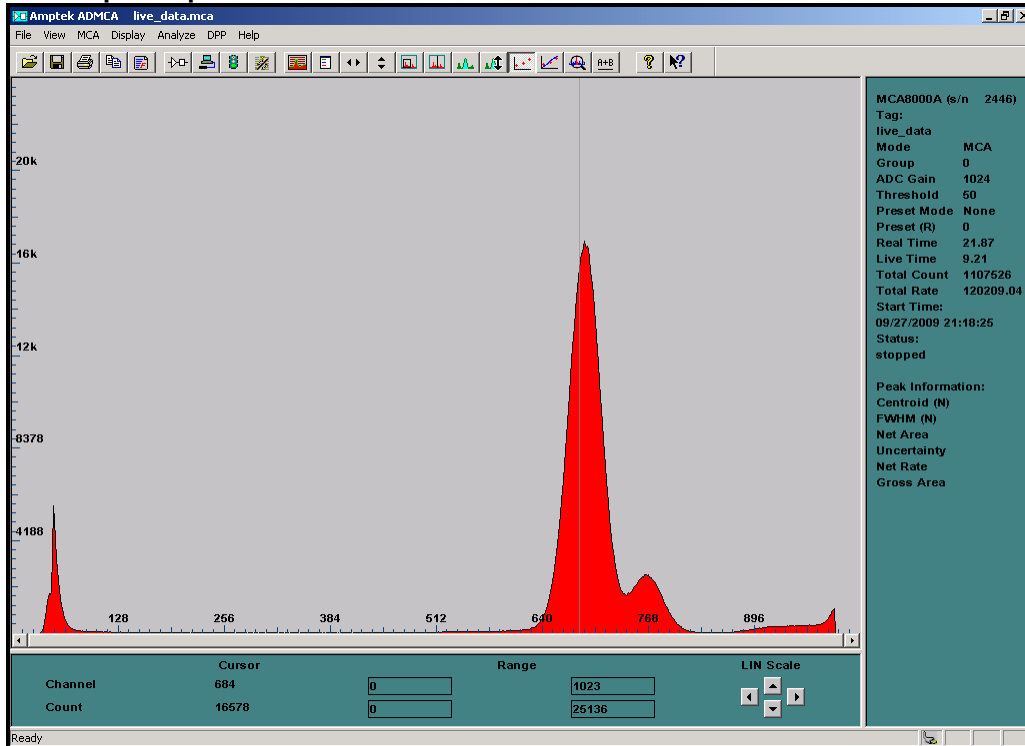 Amptek ADMCA live_data.mca
File View MCA Display Analyze DPP Help
A+B
20k
16k
12k
8378
4188
128 256 384 512 640 768 896
MCA8000A (s/n 2446)
Tag:
live_data
Mode MCA
Group 0
ADC Gain 1024
Threshold 50
Preset Mode None
Preset (R) 0
Real Time 21.87
Live Time 9.21
Total Count 1107526
Total Rate 120209.04
Start Time:
09/27/2009 21:18:25
Status:
stopped
Peak Information:
Centroid (N)
FWHM (N)
Net Area
Uncertainty
Net Rate
Gross Area
Cursor Range LIN Scale
Channel 684 0 1023
Count 16578 0 25136
Ready